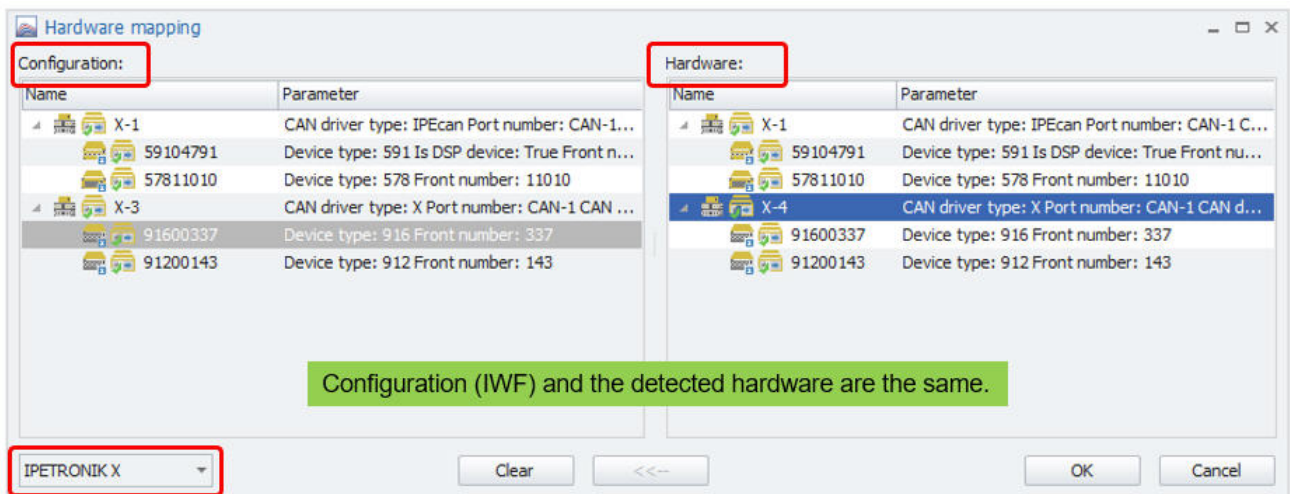 Hardware mapping
Configuration:
Hardware:
Name Parameter
X-1 CAN driver type: IPEcan Port number: CAN-1...
59104791 Device type: 591 Is DSP device: True Front n...
57811010 Device type: 578 Front number: 11010
X-3 CAN driver type: X Port number: CAN-1 CAN ...
91600337 Device type: 916 Front number: 337
91200143 Device type: 912 Front number: 143
Name Parameter
X-1 CAN driver type: IPEcan Port number: CAN-1 C...
59104791 Device type: 591 Is DSP device: True Front nu...
57811010 Device type: 578 Front number: 11010
X-4 CAN driver type: X Port number: CAN-1 CAN d...
91600337 Device type: 916 Front number: 337
91200143 Device type: 912 Front number: 143
Configuration (IWF) and the detected hardware are the same.
IPETRONIK X
Clear
<<--
OK
Cancel